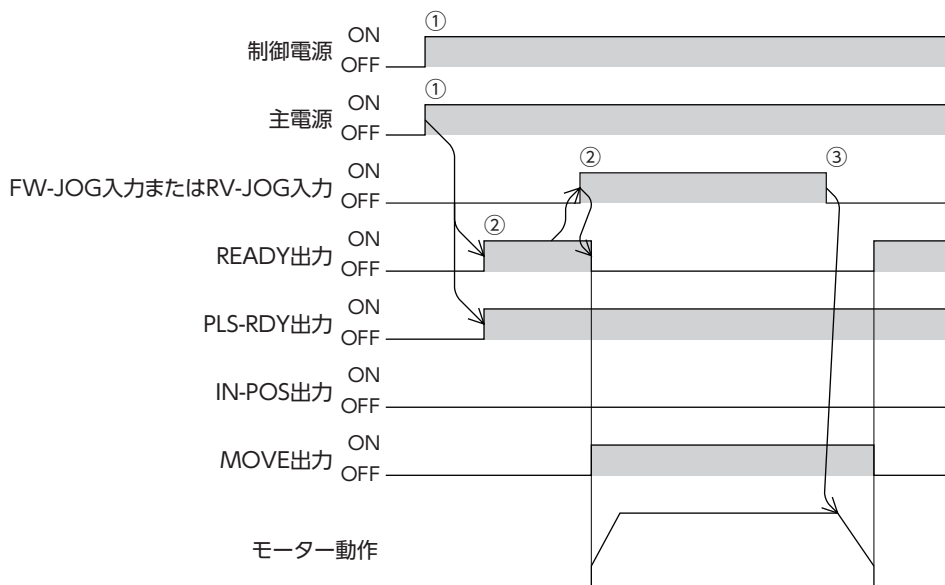 ①
制御電源 ON
OFF
①
主電源 ON
OFF
② ③
FW-JOG入力またはRV-JOG入力 ON
OFF
②
READY出力 ON
OFF
PLS-RDY出力 ON
OFF
IN-POS出力 ON
OFF
MOVE出力 ON
OFF
モーター動作